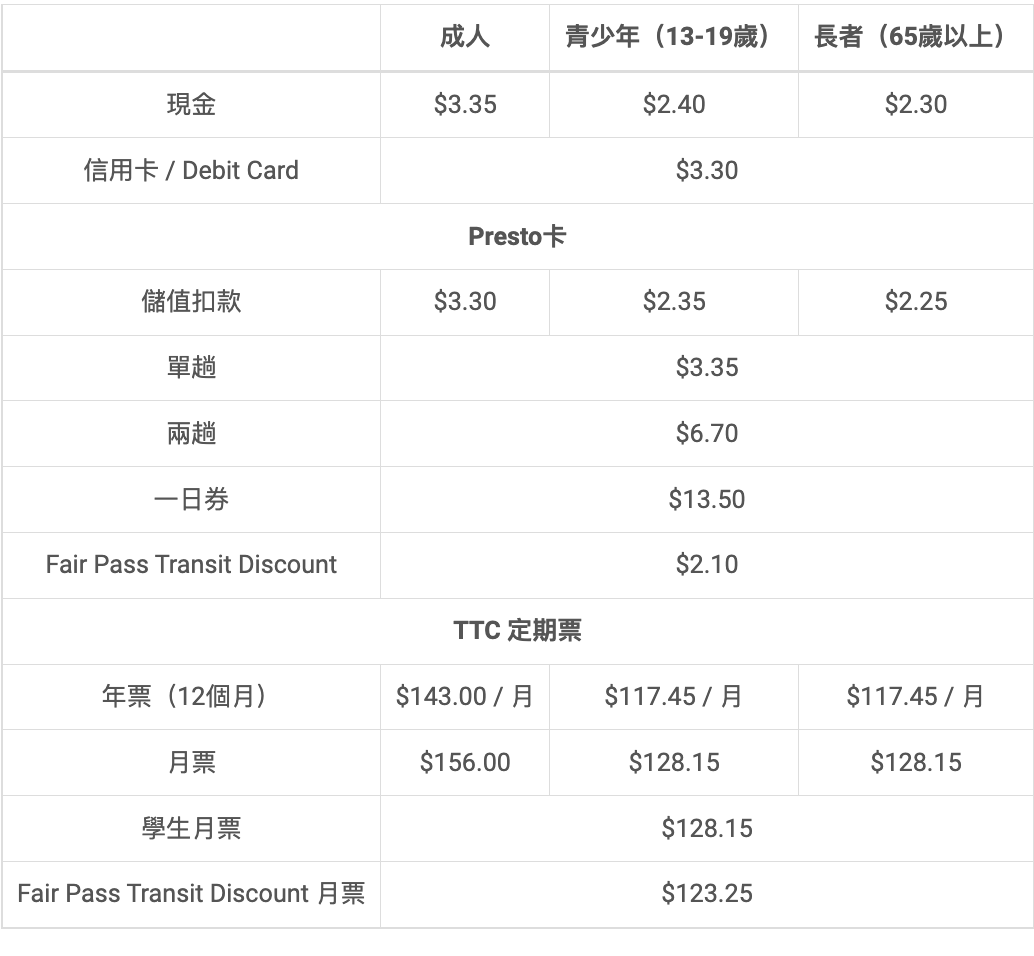 成人 青少年（13-19歲） 長者（65歲以上）
現金 $3.35 $2.40 $2.30
信用卡 / Debit Card $3.30
Presto卡
儲值扣款 $3.30 $2.35 $2.25
單趟 $3.35
兩趟 $6.70
一日券 $13.50
Fair Pass Transit Discount $2.10
TTC 定期票
年票（12個月） $143.00 / 月 $117.45 / 月 $117.45 / 月
月票 $156.00 $128.15 $128.15
學生月票 $128.15
Fair Pass Transit Discount 月票 $123.25